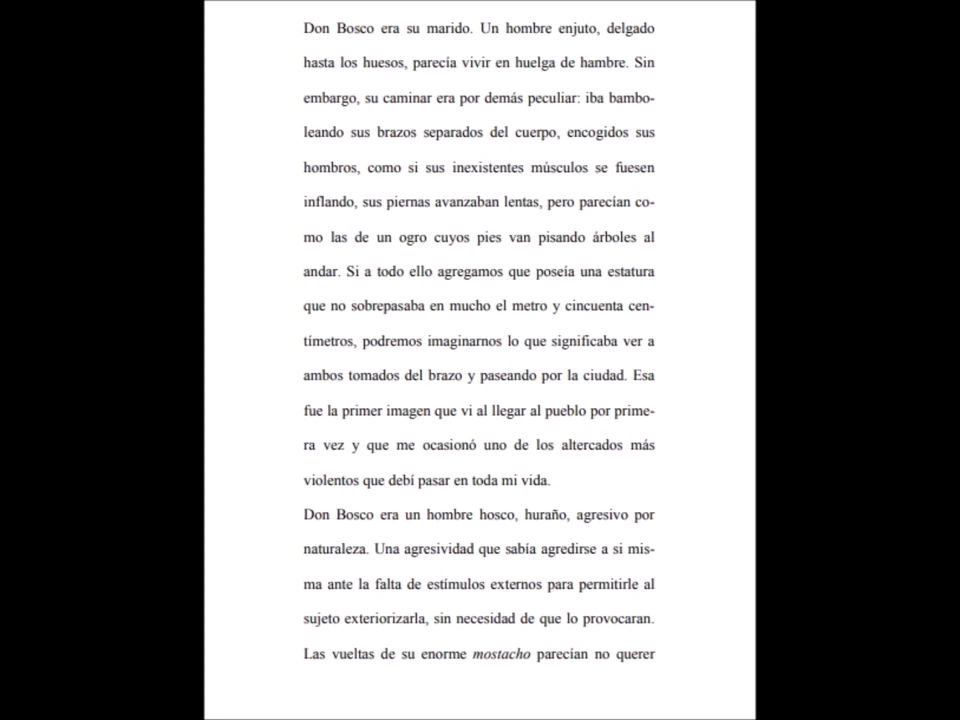 Don Bosco era su marido. Un hombre enjuto, delgado
hasta los huesos, parecía vivir en huelga de hambre. Sin
embargo, su caminar era por demás peculiar: iba bambo-
leando sus brazos separados del cuerpo, encogidos sus
hombros, como si sus inexistentes músculos se fuesen
inflando, sus piernas avanzaban lentas, pero parecían co-
mo las de un ogro cuyos pies van pisando árboles al
andar. Si a todo ello agregamos que poseía una estatura
que no sobrepasaba en mucho el metro y cincuenta cen-
tímetros, podremos imaginarnos lo que significaba ver a
ambos tomados del brazo y paseando por la ciudad. Esa
fue la primer imagen que vi al llegar al pueblo por prime-
ra vez y que me ocasionó uno de los altercados más
violentos que debí pasar en toda mi vida.
Don Bosco era un hombre hosco, huraño, agresivo por
naturaleza. Una agresividad que sabía agredirse a si mis-
ma ante la falta de estímulos externos para permitirle al
sujeto exteriorizarla, sin necesidad de que lo provocaran.
Las vueltas de su enorme mostacho parecían no querer